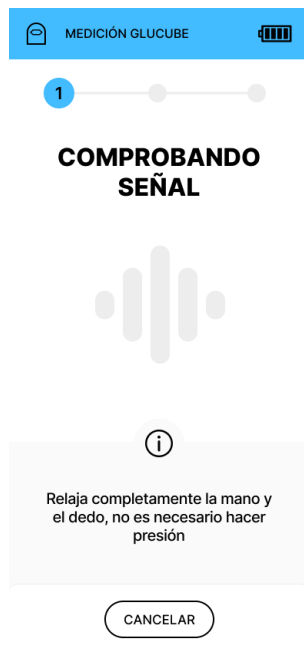 MEDICIÓN GLUCUBE
1
COMPROBANDO
SEÑAL
Relaja completamente la mano y
el dedo, no es necesario hacer
presión
CANCELAR